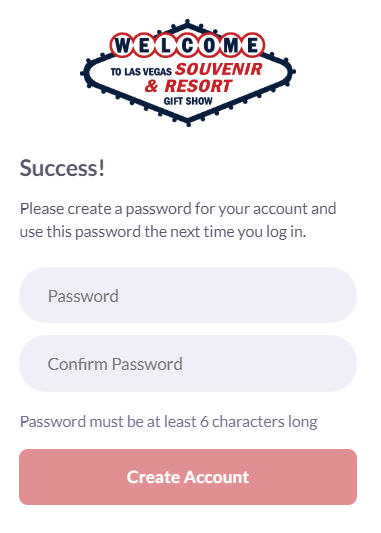 WELCOME
TO LAS VEGAS SOUVENIR
& RESORT
GIFT SHOW
Success!
Please create a password for your account and
use this password the next time you log in.
Password
Confirm Password
Password must be at least 6 characters long
Create Account